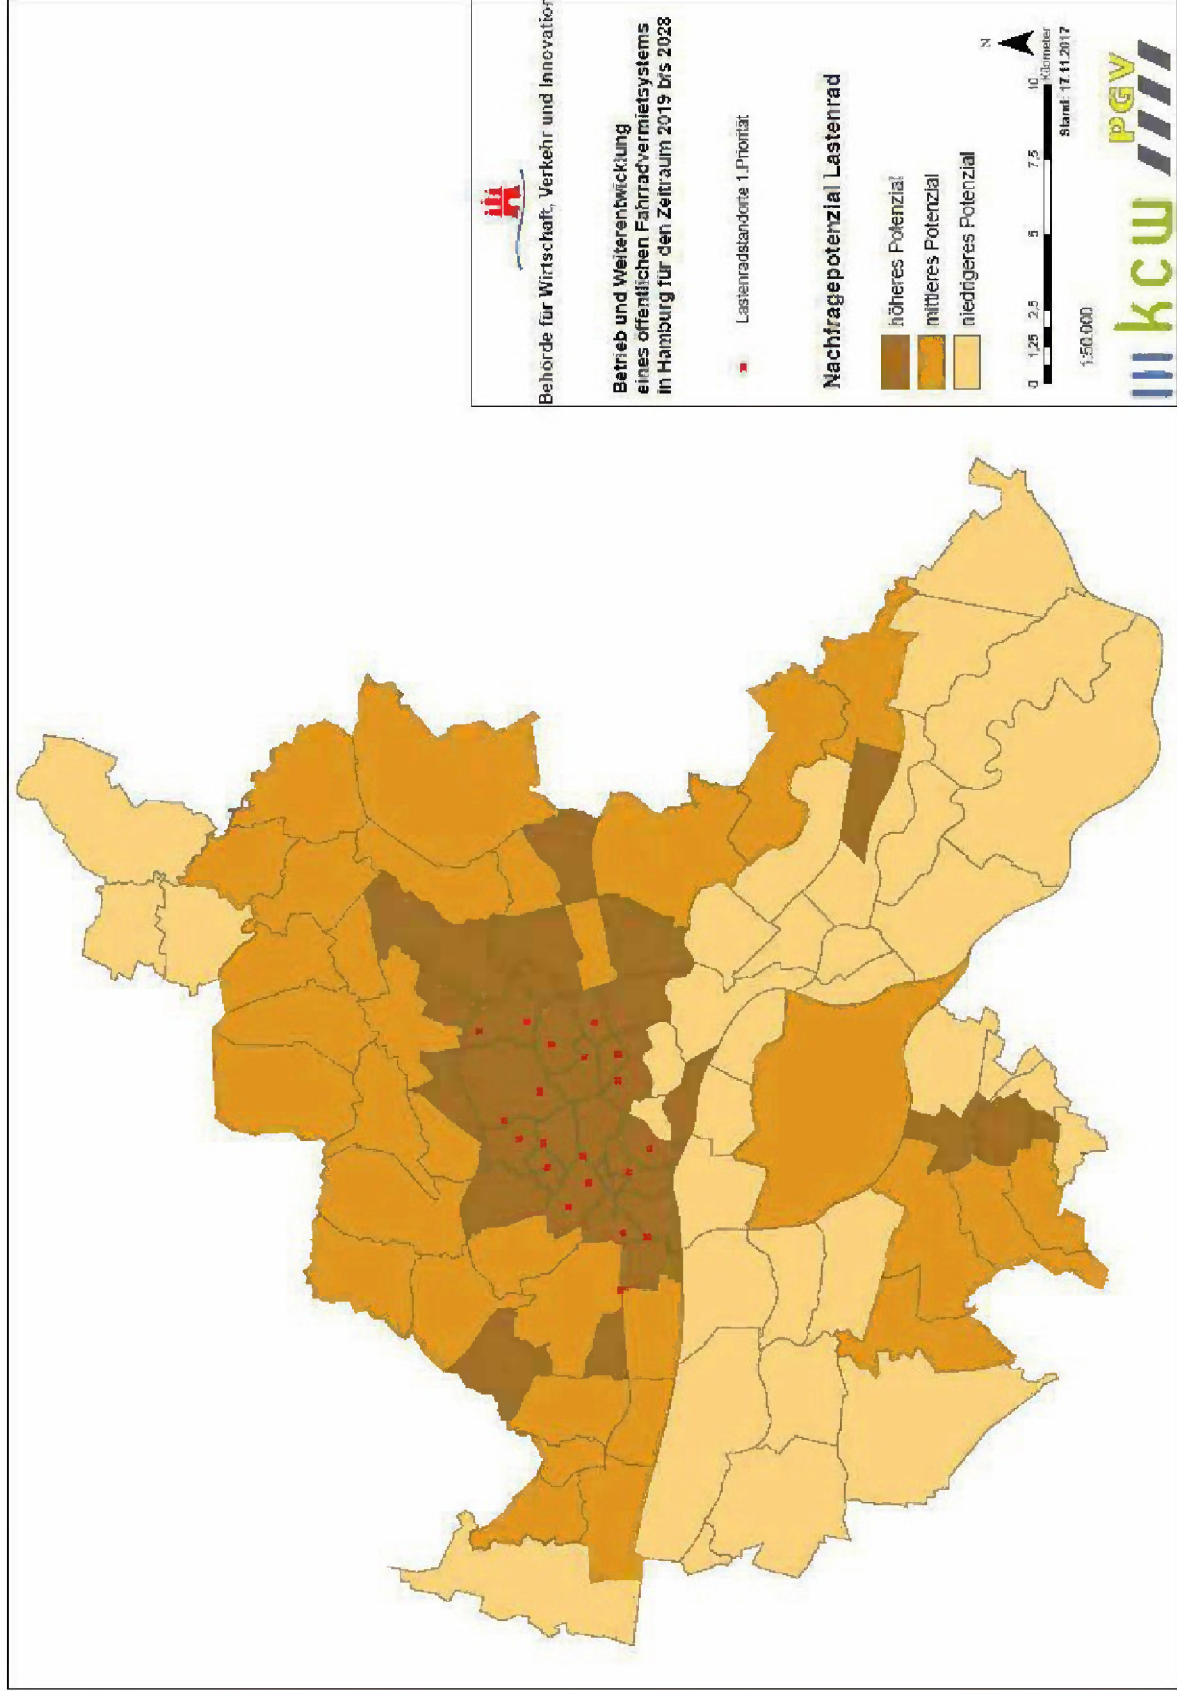 Behörde für Wirtschaft, Verkehr und Innovation
Betrieb und Weiterentwicklung
eines öffentlichen Fahrradvermietsystems
in Hamburg für den Zeitraum 2019 bis 2028
Lastenradstandorte 1.Priorität
Nachfragepotenzial Lastenrad
höheres Potenzial
mittleres Potenzial
niedrigeres Potenzial
N
0 1,25 2,5 5 7,5 10
Kilometer
1:50.000
Stand: 17.11.2017
kcw
PGV